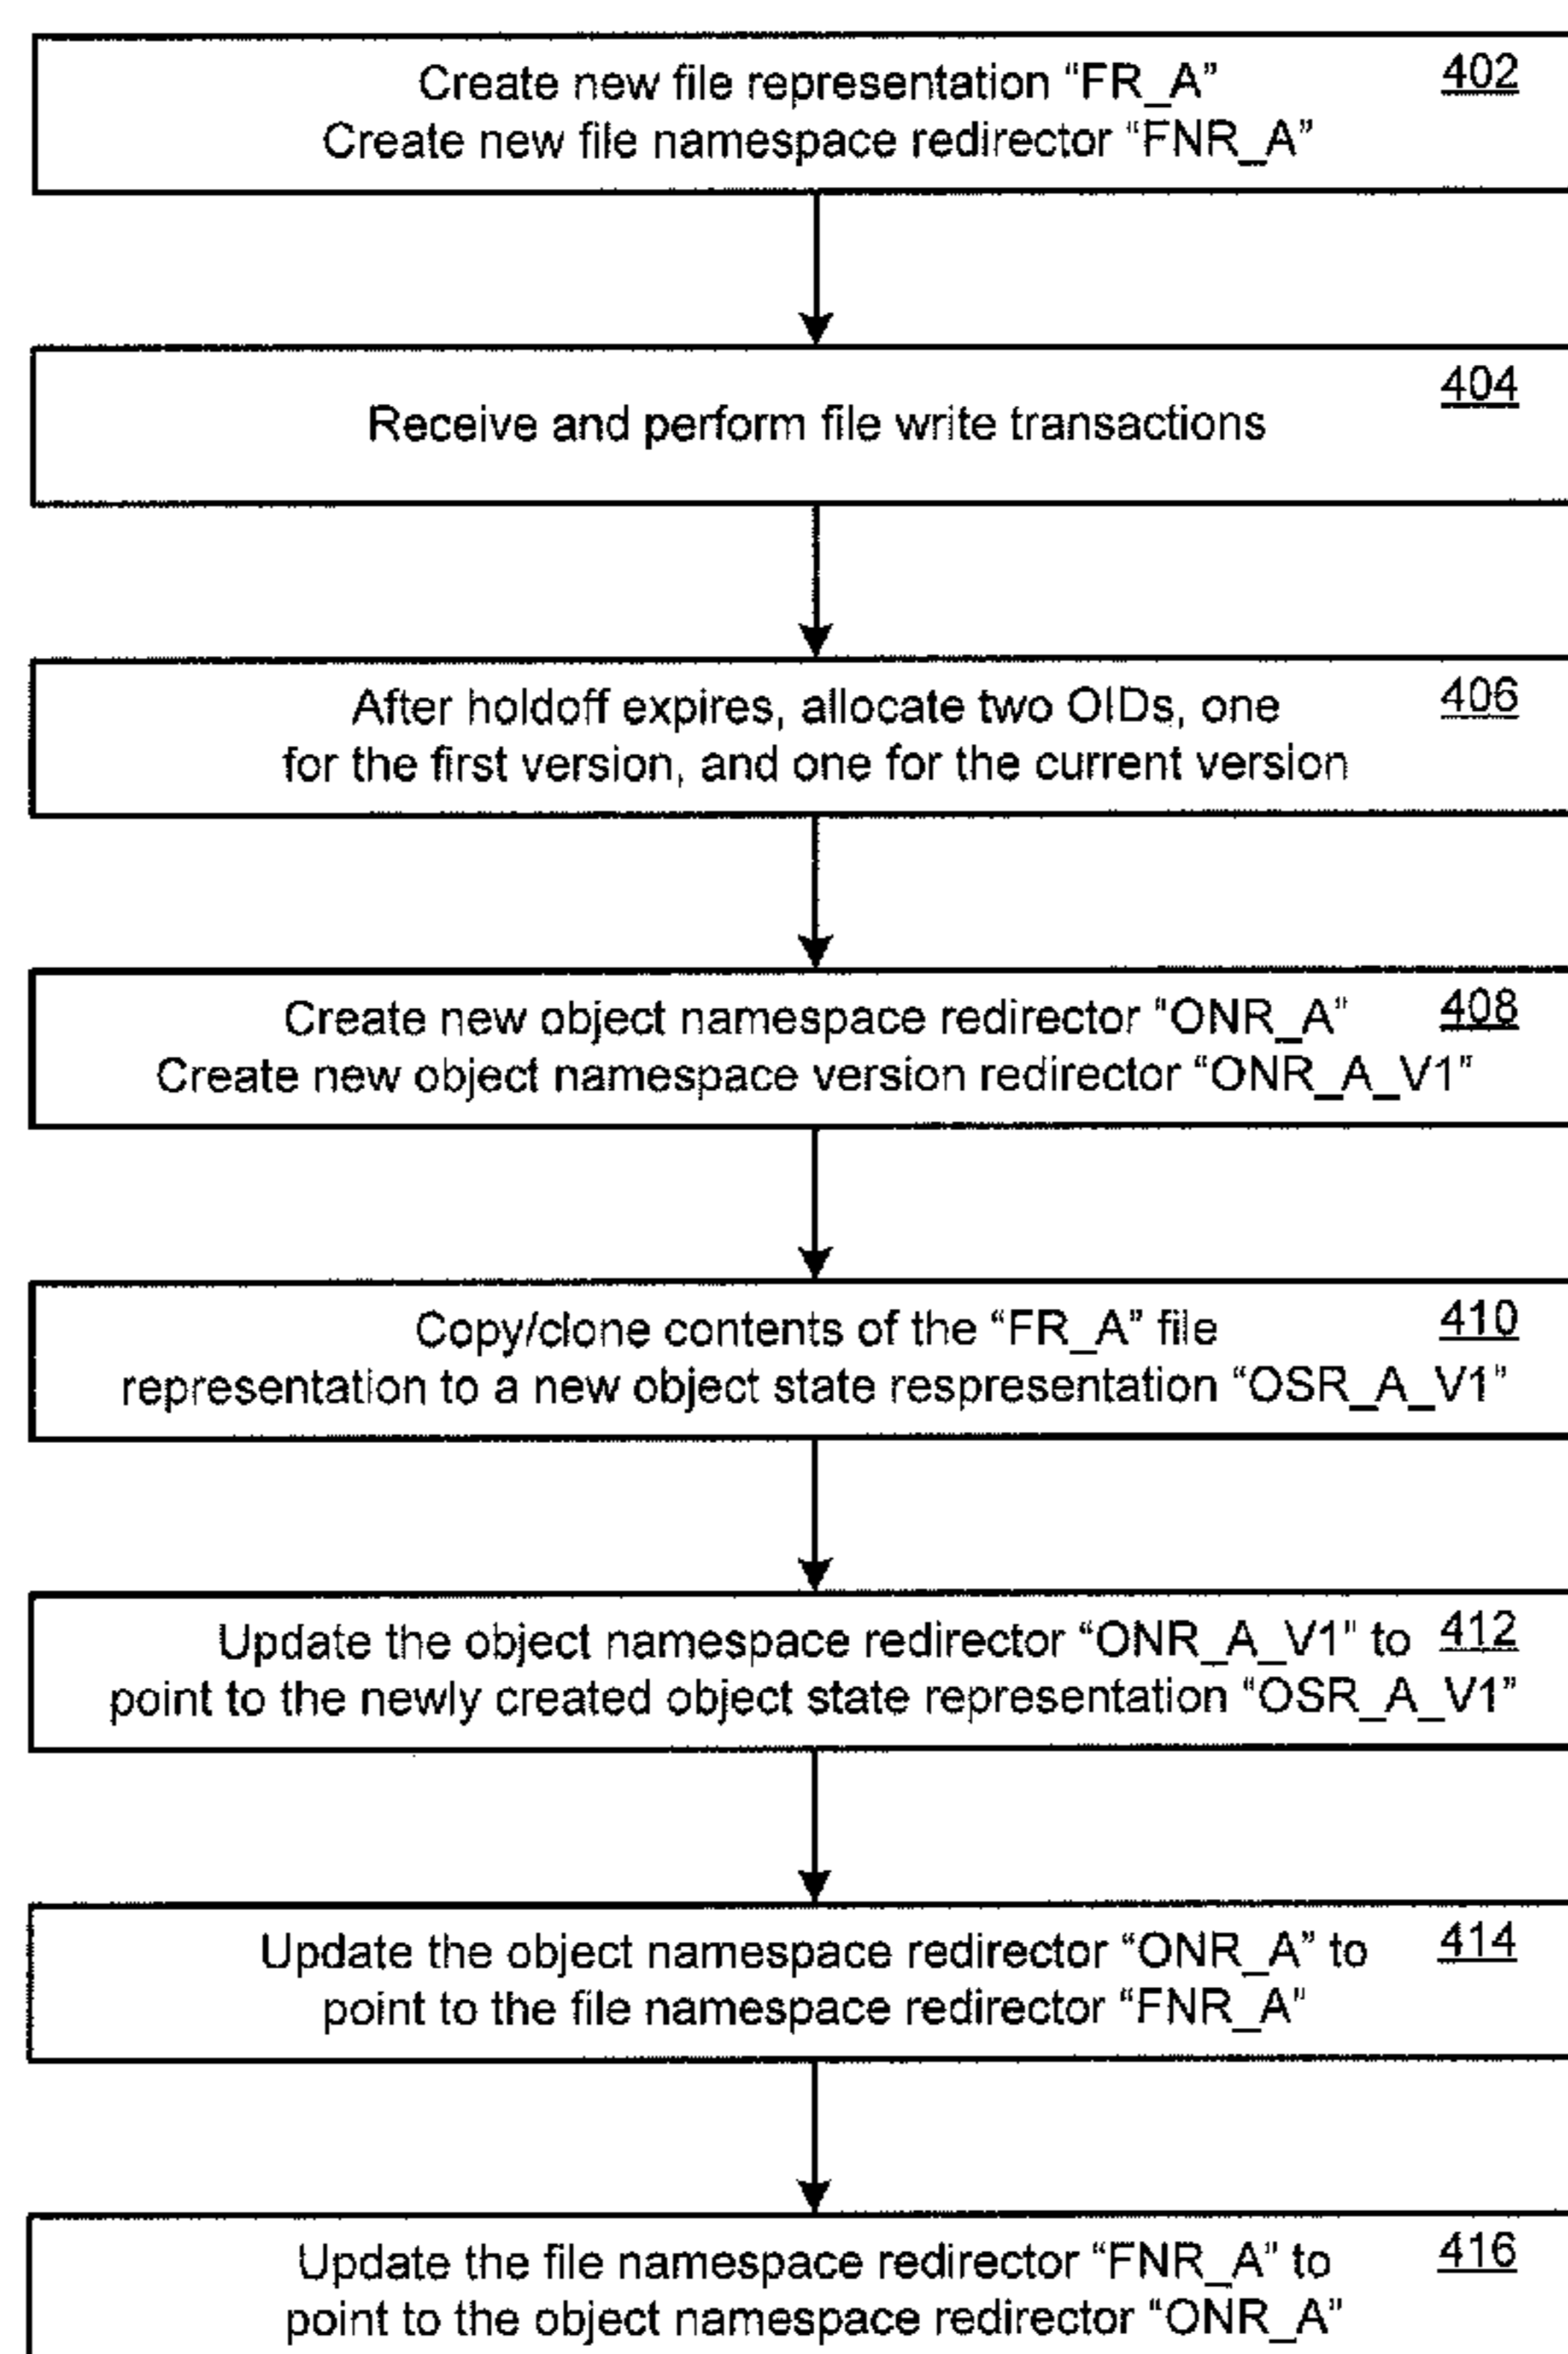 Create new file representation “FR_A” 402
Create new file namespace redirector “FNR_A”
404
Receive and perform file write transactions
After holdoff expires, allocate two OIDs, one 406
for the first version, and one for the current version
Create new object namespace redirector “ONR_A” 408
Create new object namespace version redirector “ONR_A_V1”
Copy/clone contents of the “FR_A” file 410
representation to a new object state respresentation “OSR_A_V1”
Update the object namespace redirector “ONR_A_V1” to 412
point to the newly created object state representation “OSR_A_V1”
Update the object namespace redirector “ONR_A” to 414
point to the file namespace redirector “FNR_A”
Update the file namespace redirector “FNR_A” to 416
point to the object namespace redirector “ONR_A”